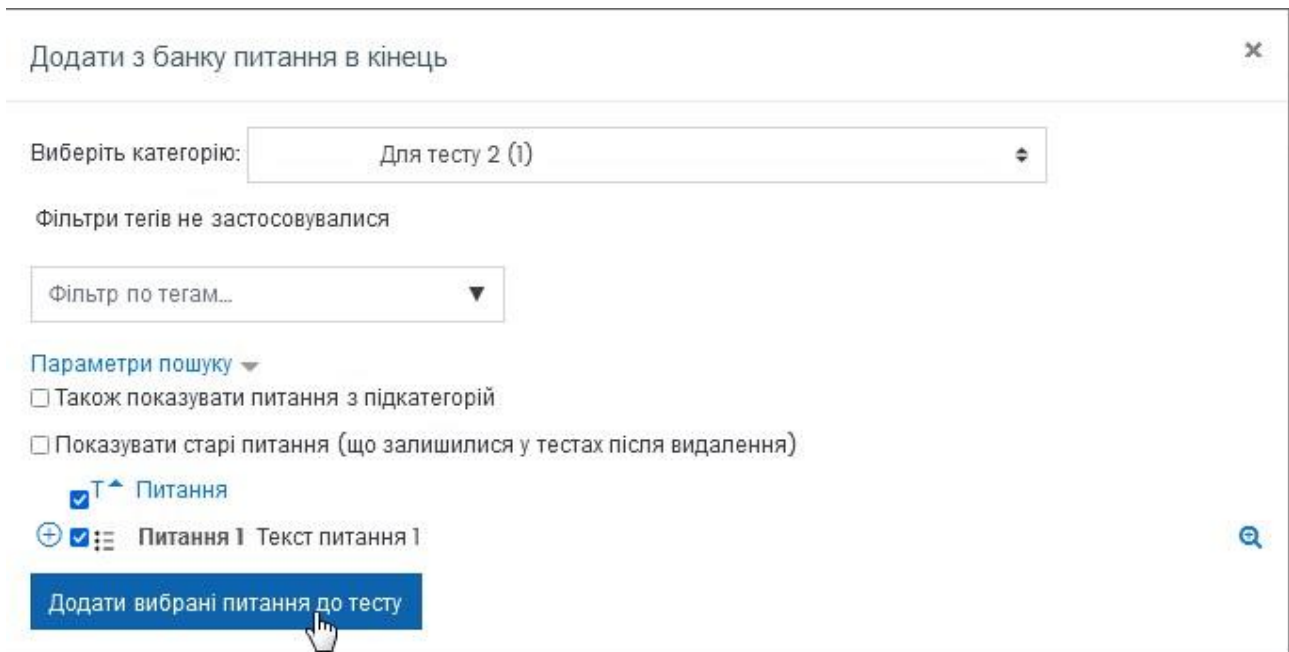 Додати з банку питання в кінець
Виберіть категорію: Для тесту 2 (1)
Фільтри тегів не застосовувалися
Фільтр по тегам...
Параметри пошуку
Також показувати питання з підкатегорій
Показувати старі питання (що залишилися у тестах після видалення)
Т Питання
Питання 1 Текст питання 1
Додати вибрані питання до тесту